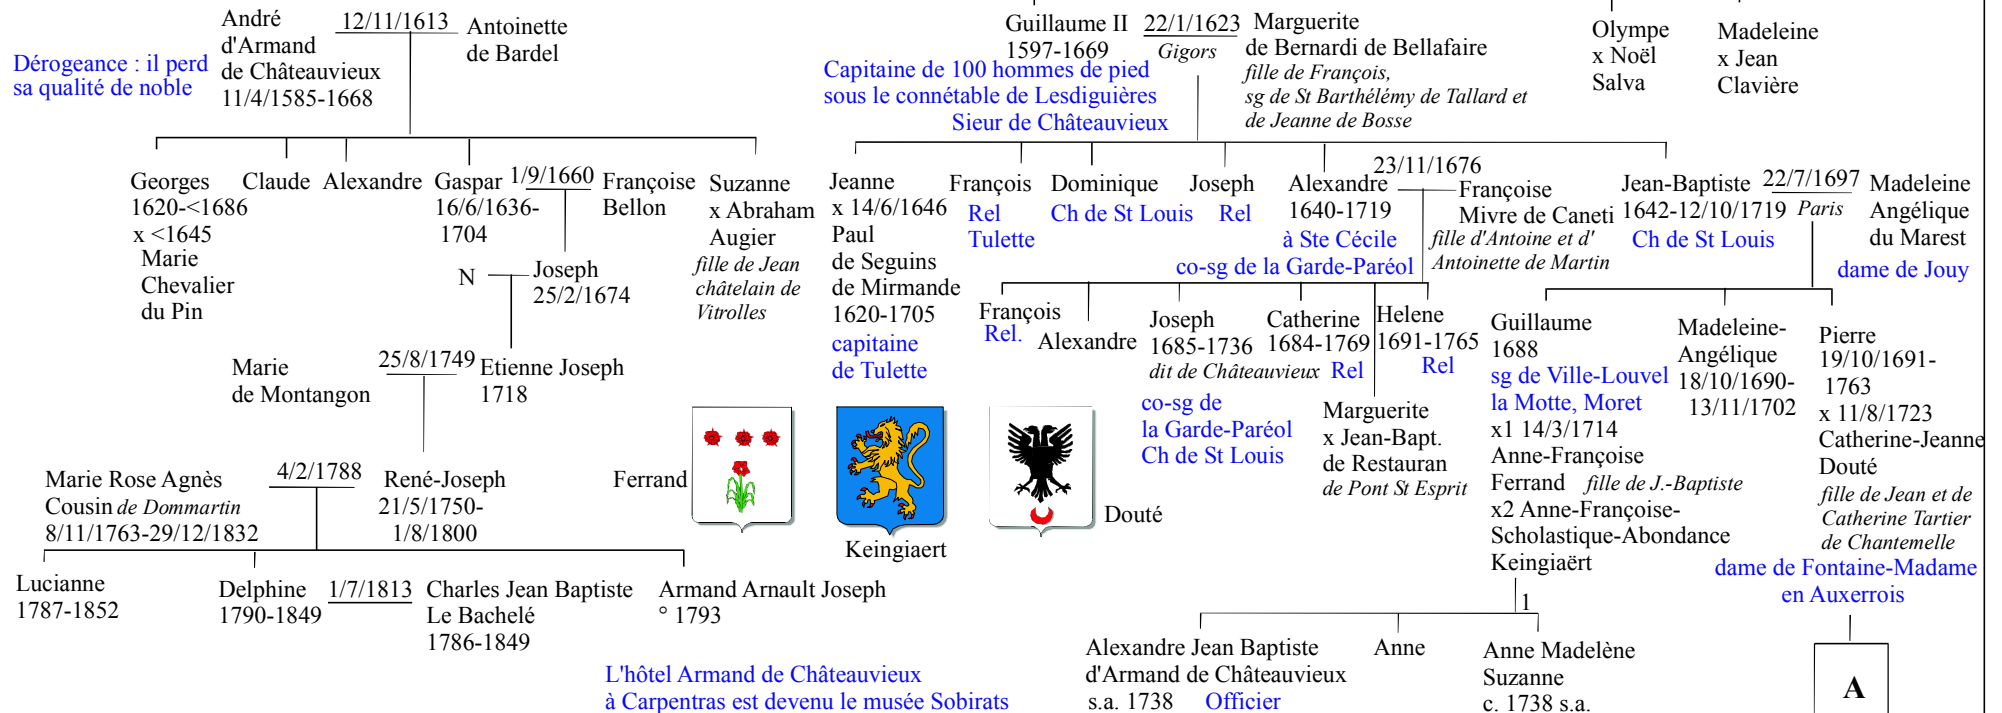 André
d'Armand
de Châteauvieux
11/4/1585-1668
12/11/1613
Antoinette
de Bardel
Dérogeance : il perd
sa qualité de noble
Guillaume II
1597-1669
22/1/1623
Gigors
Marguerite
de Bernardi de Bellafaire
fille de François,
sg de St Barthélémy de Tallard et
de Jeanne de Bosse
Capitaine de 100 hommes de pied
sous le connétable de Lesdiguières
Sieur de Châteauvieux
Olympe
x Noël
Salva
Madeleine
x Jean
Clavière
Georges
1620-<1686
x <1645
Marie
Chevalier
du Pin
Claude
Alexandre
Gaspar
16/6/1636-
1704
1/9/1660
Françoise
Bellon
Suzanne
x Abraham
Augier
fille de Jean
châtelain de
Vitrolles
Jeanne
x 14/6/1646
Paul
de Seguins
de Mirmande
1620-1705
capitaine
de Tulette
François
Rel
Tulette
Dominique
Ch de St Louis
Joseph
Rel
Alexandre
1640-1719
à Ste Cécile
co-sg de la Garde-Paréol
23/11/1676
Françoise
Mivre de Caneti
fille d'Antoine et d'
Antoinette de Martin
Jean-Baptiste
1642-12/10/1719
Ch de St Louis
22/7/1697
Paris
Madeleine
Angélique
du Marest
dame de Jouy
N
Joseph
25/2/1674
François
Rel.
Alexandre
Joseph
1685-1736
dit de Châteauvieux
co-sg de
la Garde-Paréol
Ch de St Louis
Catherine
1684-1769
Rel
Helene
1691-1765
Rel
Marguerite
x Jean-Bapt.
de Restauran
de Pont St Esprit
Guillaume
1688
sg de Ville-Louvel
la Motte, Moret
x1 14/3/1714
Anne-Françoise
Ferrand fille de J.-Baptiste
x2 Anne-Françoise-
Scholastique-Abondance
Keingiaërt
Madeleine-
Angélique
18/10/1690-
13/11/1702
Pierre
19/10/1691-
1763
x 11/8/1723
Catherine-Jeanne
Douté
fille de Jean et de
Catherine Tartier
de Chantemelle
dame de Fontaine-Madame
en Auxerrois
Marie
de Montangon
25/8/1749
Etienne Joseph
1718
Marie Rose Agnès
Cousin de Dommartin
8/11/1763-29/12/1832
4/2/1788
René-Joseph
21/5/1750-
1/8/1800
Ferrand
Keingiaert
Douté
Lucianne
1787-1852
Delphine
1790-1849
1/7/1813
Charles Jean Baptiste
Le Bachelé
1786-1849
Armand Arnault Joseph
° 1793
1
Alexandre Jean Baptiste
d'Armand de Châteauvieux
s.a. 1738 Officier
Anne
Anne Madelène
Suzanne
c. 1738 s.a.
A
L'hôtel Armand de Châteauvieux
à Carpentras est devenu le musée Sobirats